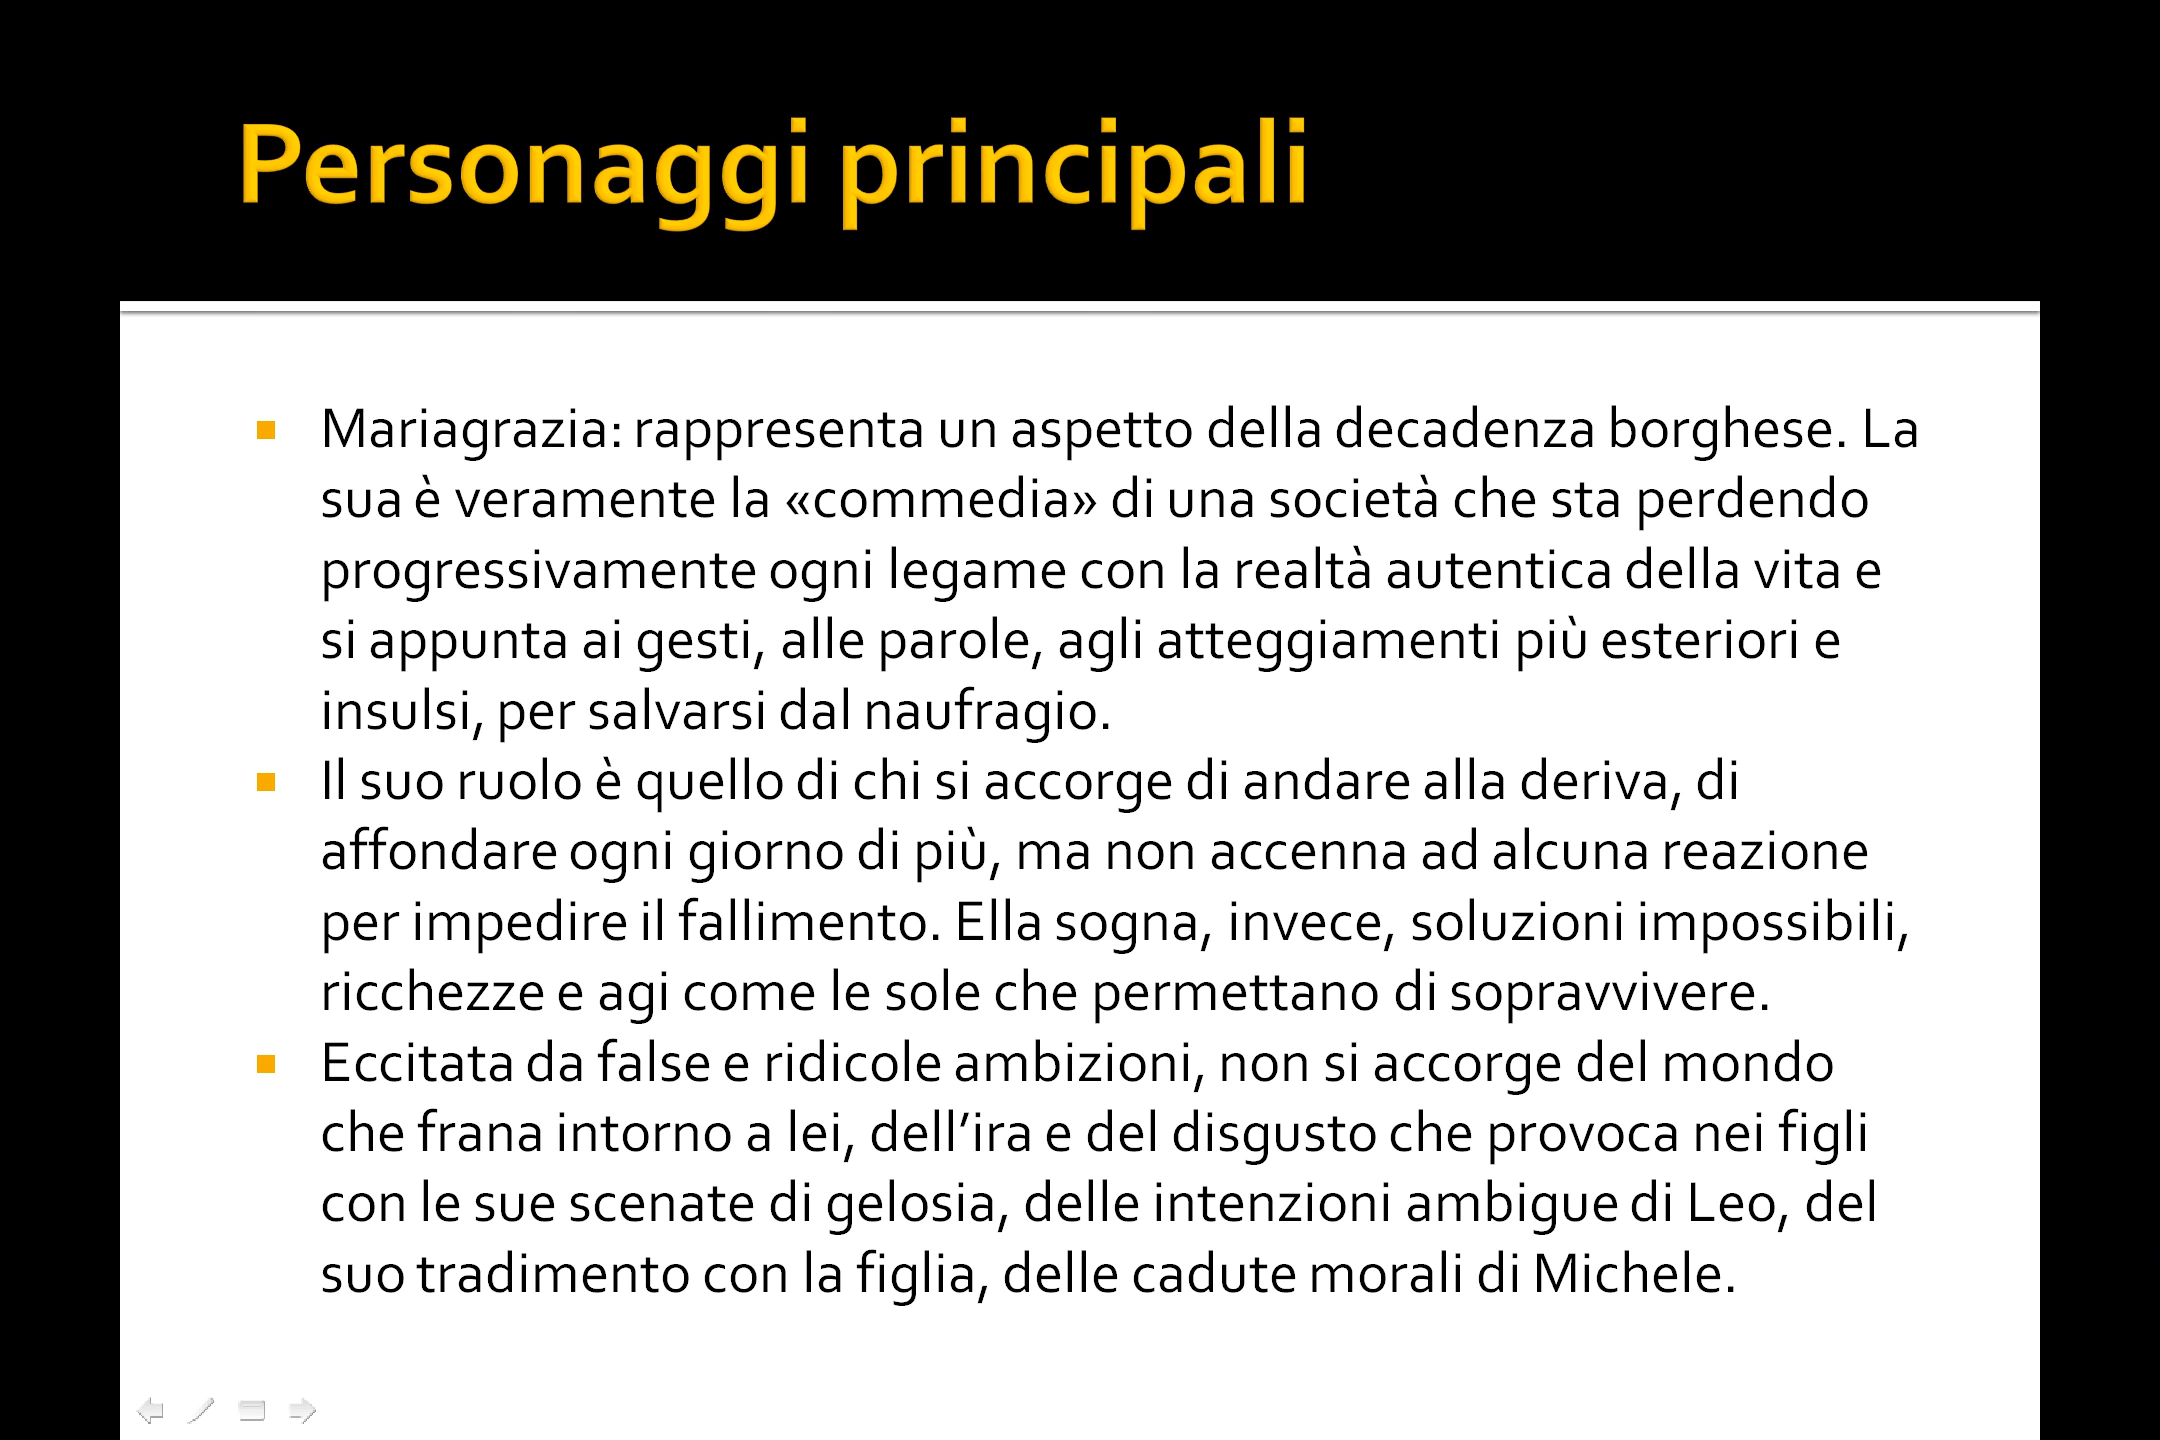 Personaggi principali
Mariagrazia: rappresenta un aspetto della decadenza borghese. La
sua è veramente la «commedia» di una società che sta perdendo
progressivamente ogni legame con la realtà autentica della vita e
si appunta ai gesti, alle parole, agli atteggiamenti più esteriori e
insulsi, per salvarsi dal naufragio.
Il suo ruolo è quello di chi si accorge di andare alla deriva, di
affondare ogni giorno di più, ma non accenna ad alcuna reazione
per impedire il fallimento. Ella sogna, invece, soluzioni impossibili,
ricchezze e agi come le sole che permettano di sopravvivere.
Eccitata da false e ridicole ambizioni, non si accorge del mondo
che frana intorno a lei, dell’ira e del disgusto che provoca nei figli
con le sue scenate di gelosia, delle intenzioni ambigue di Leo, del
suo tradimento con la figlia, delle cadute morali di Michele.